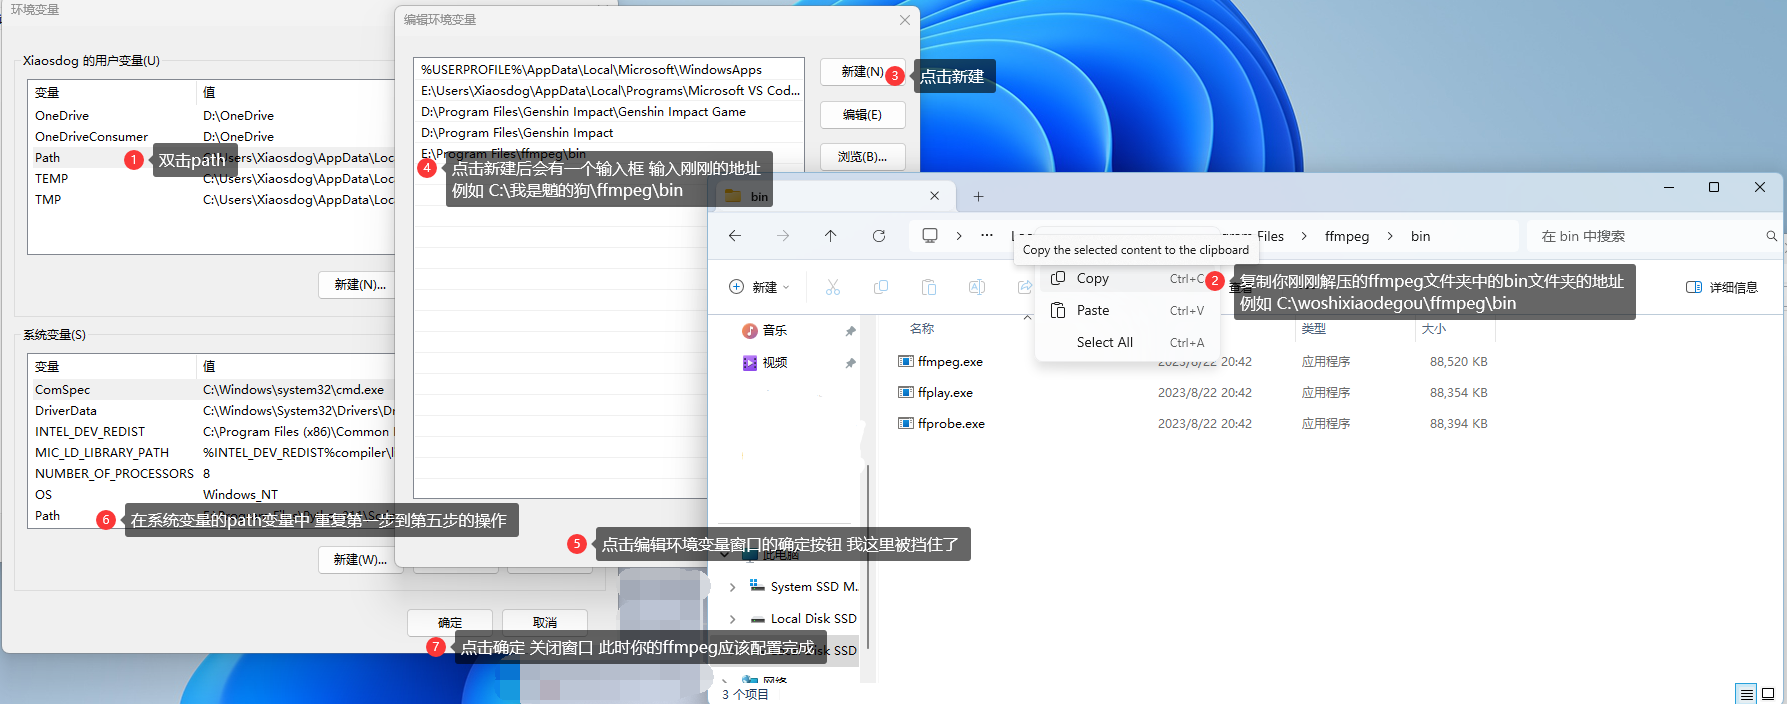 环境变量
Xiaosdog 的用户变量(U)
变量 值
OneDrive D:\OneDrive
OneDriveConsumer D:\OneDrive
Path C:\Users\Xiaosdog\AppData\Loc
1 双击path
TEMP C:\Users\Xiaosdog\AppData\Loc
TMP C:\Users\Xiaosdog\AppData\Loc
新建(N)...
系统变量(S)
变量 值
ComSpec C:\Windows\system32\cmd.exe
DriverData C:\Windows\System32\Drivers\Dr
INTEL_DEV_REDIST C:\Program Files (x86)\Common
MIC_LD_LIBRARY_PATH %INTEL_DEV_REDIST%compiler\l
NUMBER_OF_PROCESSORS 8
OS Windows_NT
Path
6 在系统变量的path变量中 重复第一步到第五步的操作
新建(W)...
确定 取消
7 点击确定 关闭窗口 此时你的ffmpeg应该配置完成
编辑环境变量
%USERPROFILE%\AppData\Local\Microsoft\WindowsApps
E:\Users\Xiaosdog\AppData\Local\Programs\Microsoft VS Cod...
D:\Program Files\Genshin Impact\Genshin Impact Game
D:\Program Files\Genshin Impact
E:\Program Files\ffmpeg\bin
4 点击新建后会有一个输入框 输入刚刚的地址
例如 C:\我是魈的狗\ffmpeg\bin
新建(N)
3 点击新建
编辑(E)
浏览(B)...
5 点击编辑环境变量窗口的确定按钮 我这里被挡住了
bin
ffmpeg bin
Files
在 bin 中搜索
Copy the selected content to the clipboard
新建
Copy Ctrl+C
Paste Ctrl+V
Select All Ctrl+A
2 复制你刚刚解压的ffmpeg文件夹中的bin文件夹的地址
例如 C:\woshixiaodegou\ffmpeg\bin
查看
详细信息
音乐
视频
此电脑
System SSD M.
Local Disk SSD
Disk SSD
网络
名称 类型 大小
ffmpeg.exe 2023/8/22 20:42 应用程序 88,520 KB
ffplay.exe 2023/8/22 20:42 应用程序 88,354 KB
ffprobe.exe 2023/8/22 20:42 应用程序 88,394 KB
3 个项目